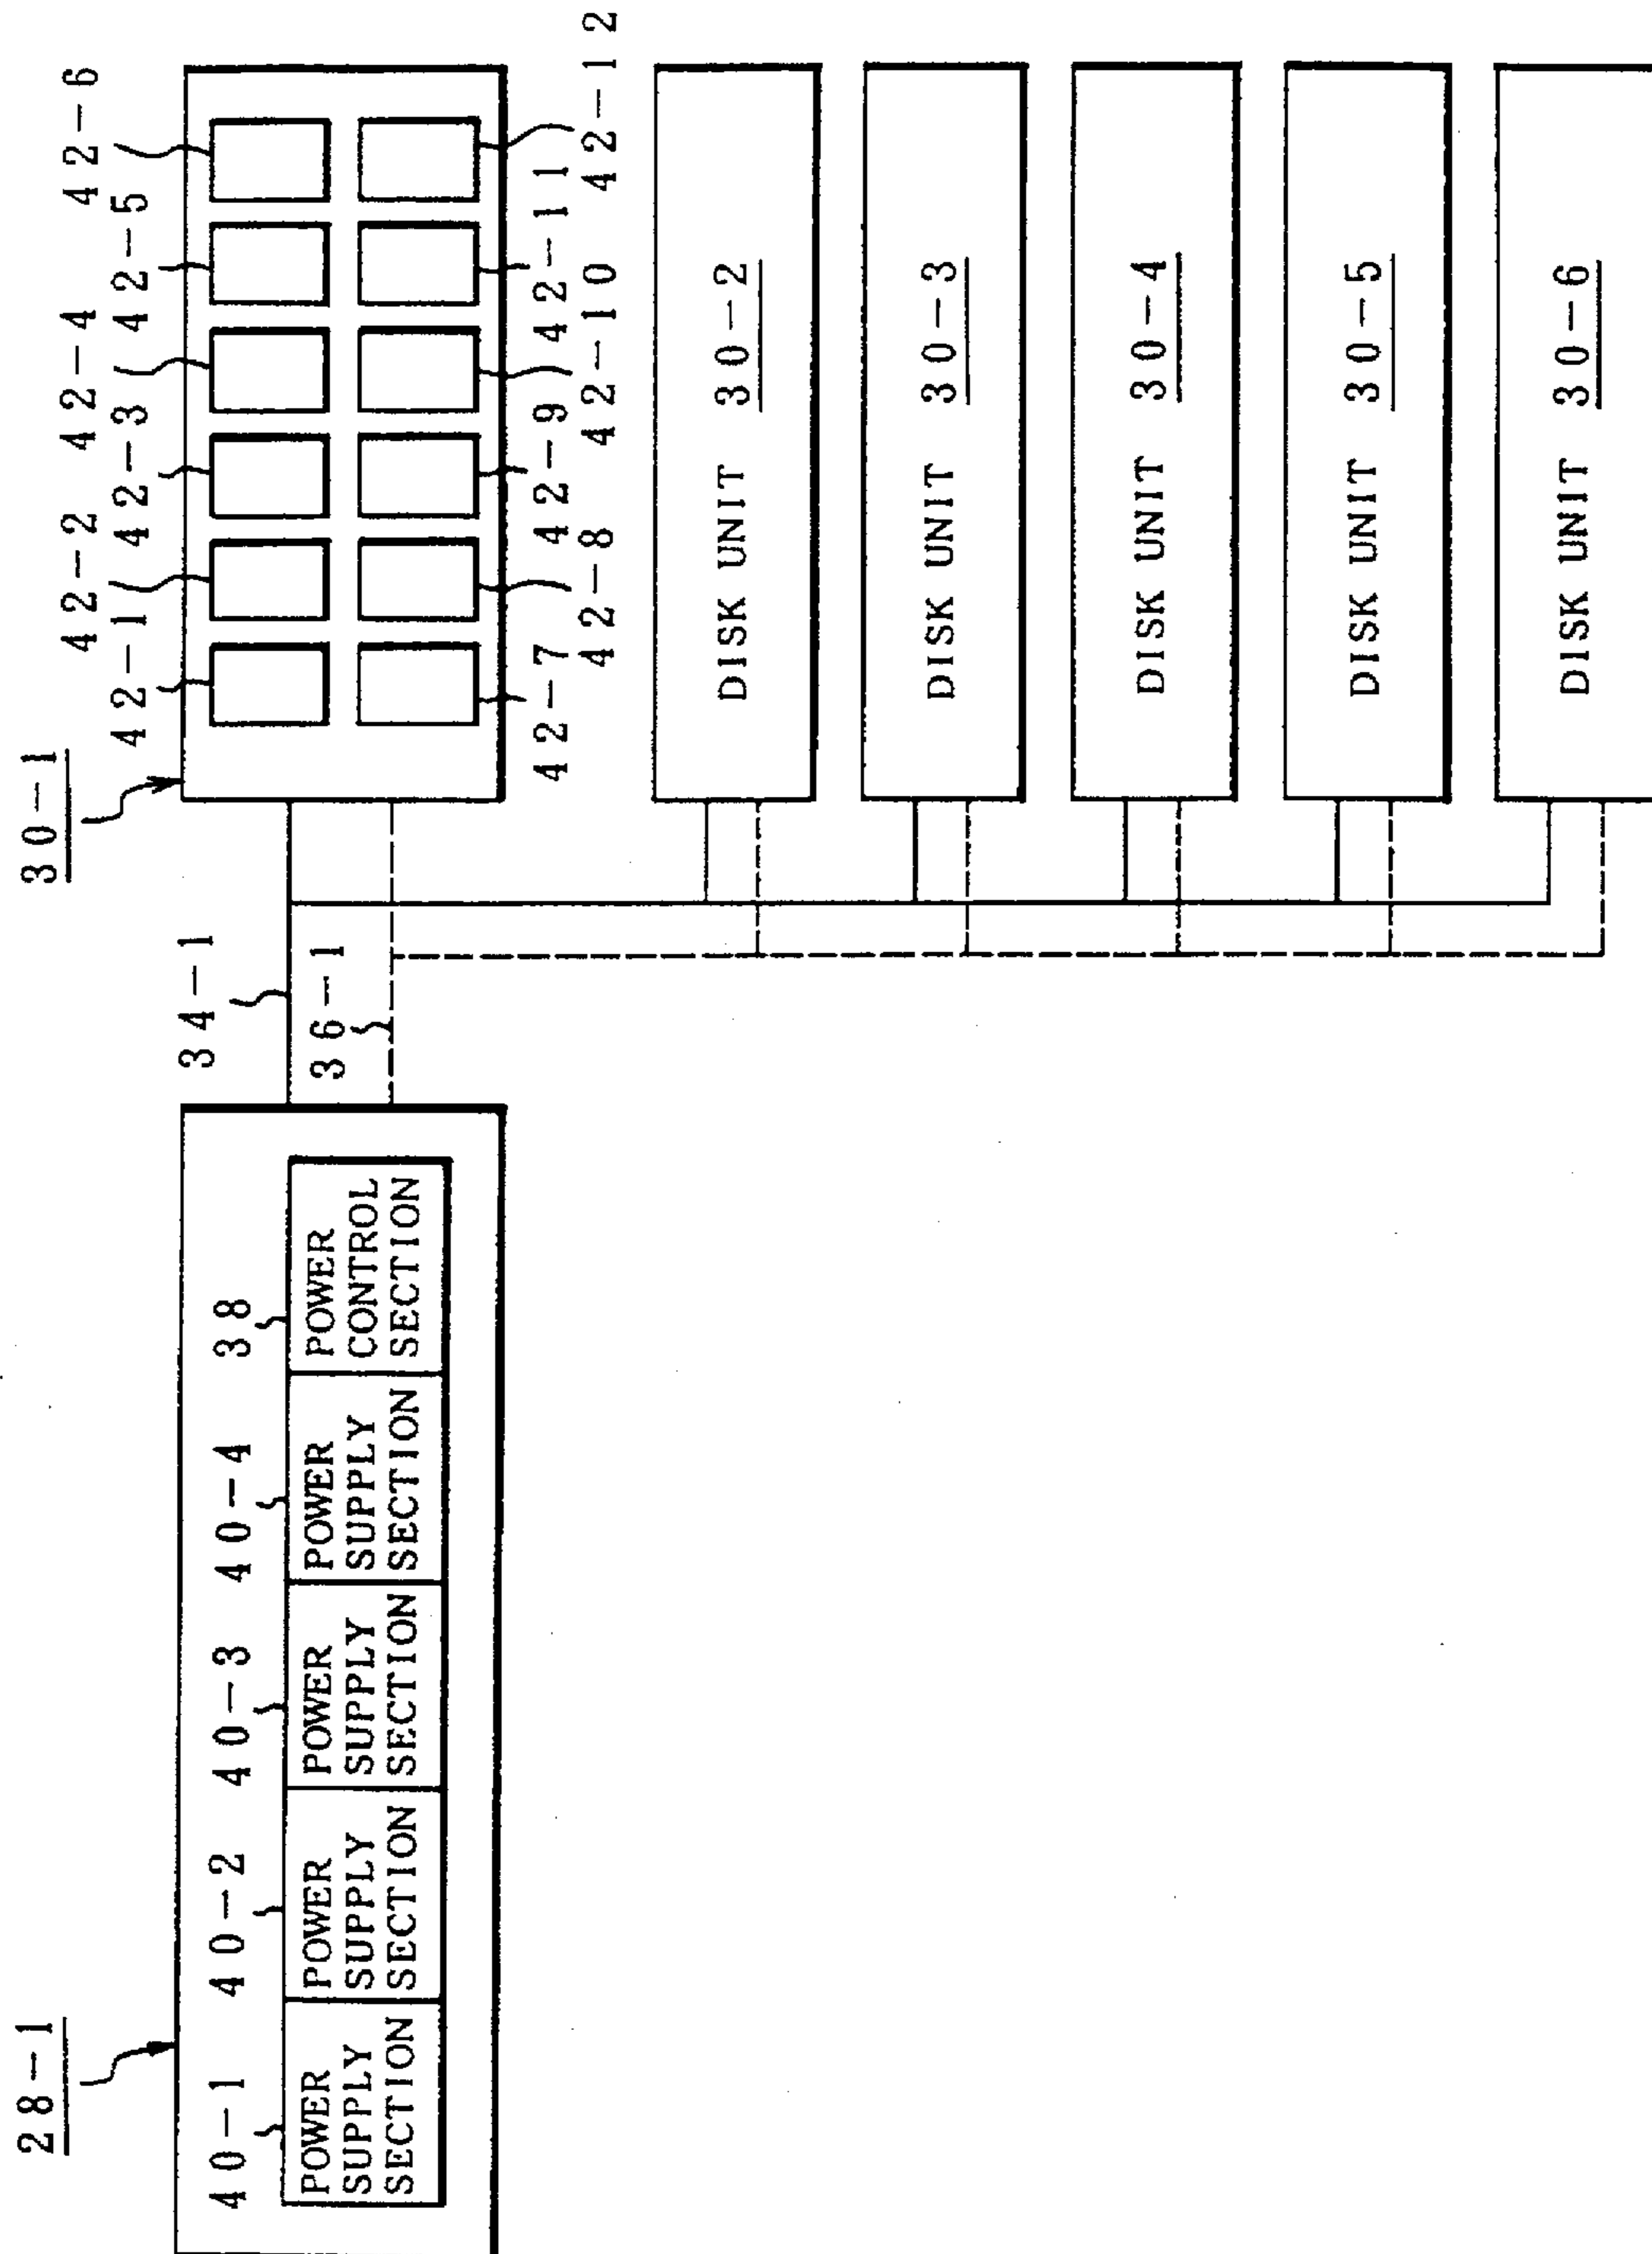 28-1
40-1
40-2
40-3
40-4
38
POWER
SUPPLY
SECTION
POWER
SUPPLY
SECTION
POWER
SUPPLY
SECTION
POWER
SUPPLY
SECTION
POWER
CONTROL
SECTION
34-1
36-1
30-1
42-1
42-2
42-3
42-4
42-5
42-6
42-7
42-8
42-9
42-10
42-11
42-12
DISK UNIT 30-2
DISK UNIT 30-3
DISK UNIT 30-4
DISK UNIT 30-5
DISK UNIT 30-6